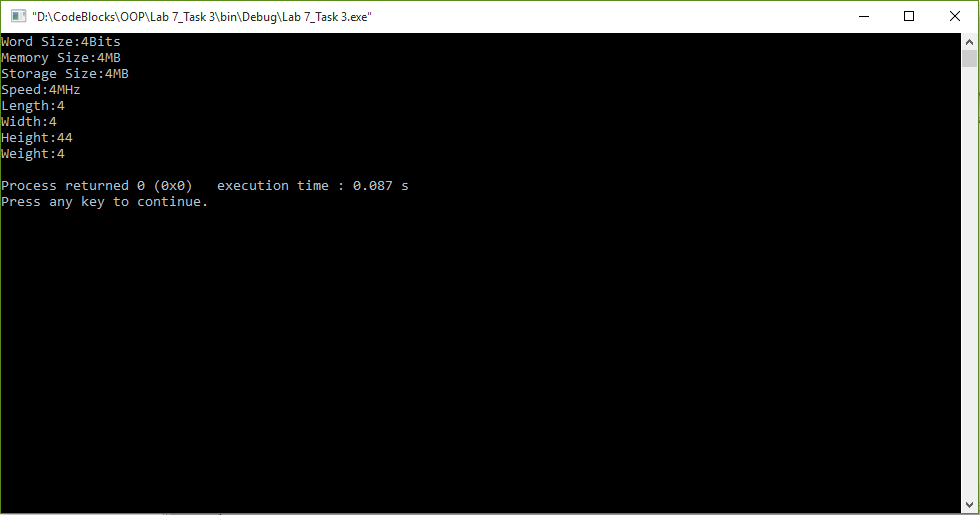 "D:\CodeBlocks\OOP\Lab 7_Task 3\bin\Debug\Lab 7_Task 3.exe"
Word Size:4Bits
Memory Size:4MB
Storage Size:4MB
Speed:4MHz
Length:4
Width:4
Height:44
Weight:4
Process returned 0 (0x0)   execution time : 0.087 s
Press any key to continue.